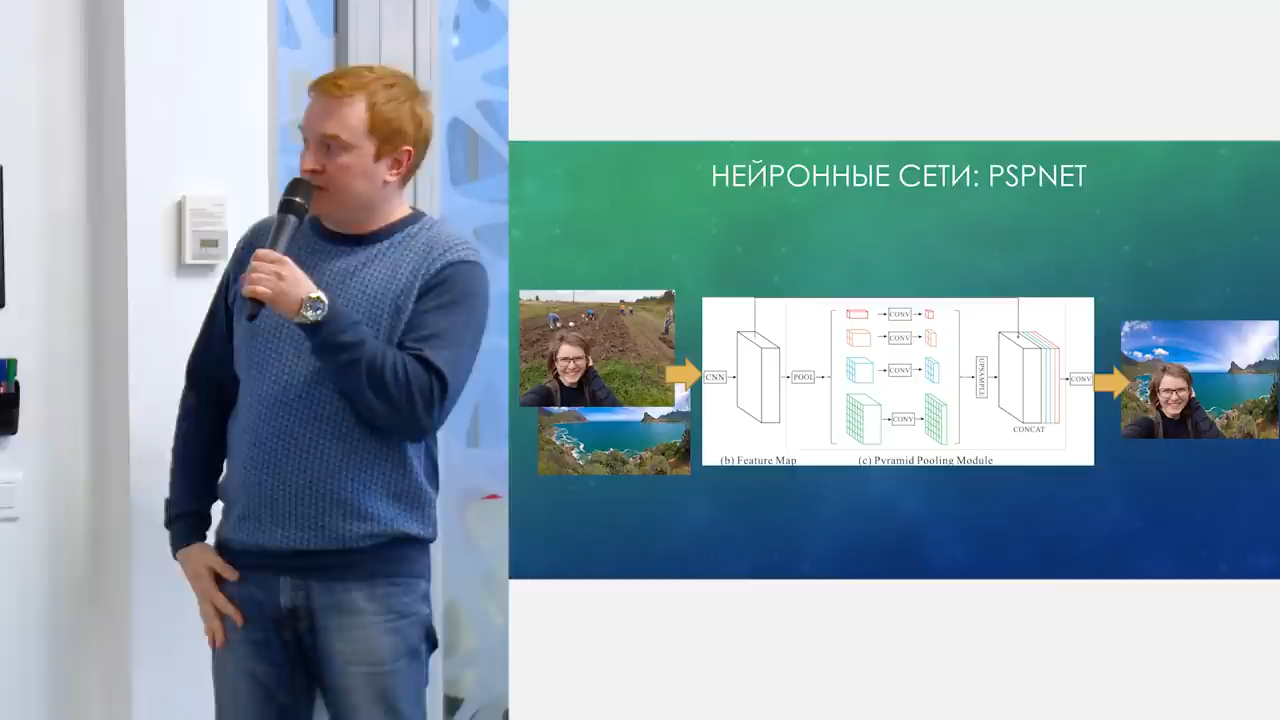 НЕЙРОННЫЕ СЕТИ: PSPNET
CNN
POOL
CONV
CONV
CONV
CONV
UPSAMPLE
CONCAT
CONV
(b) Feature Map
(c) Pyramid Pooling Module